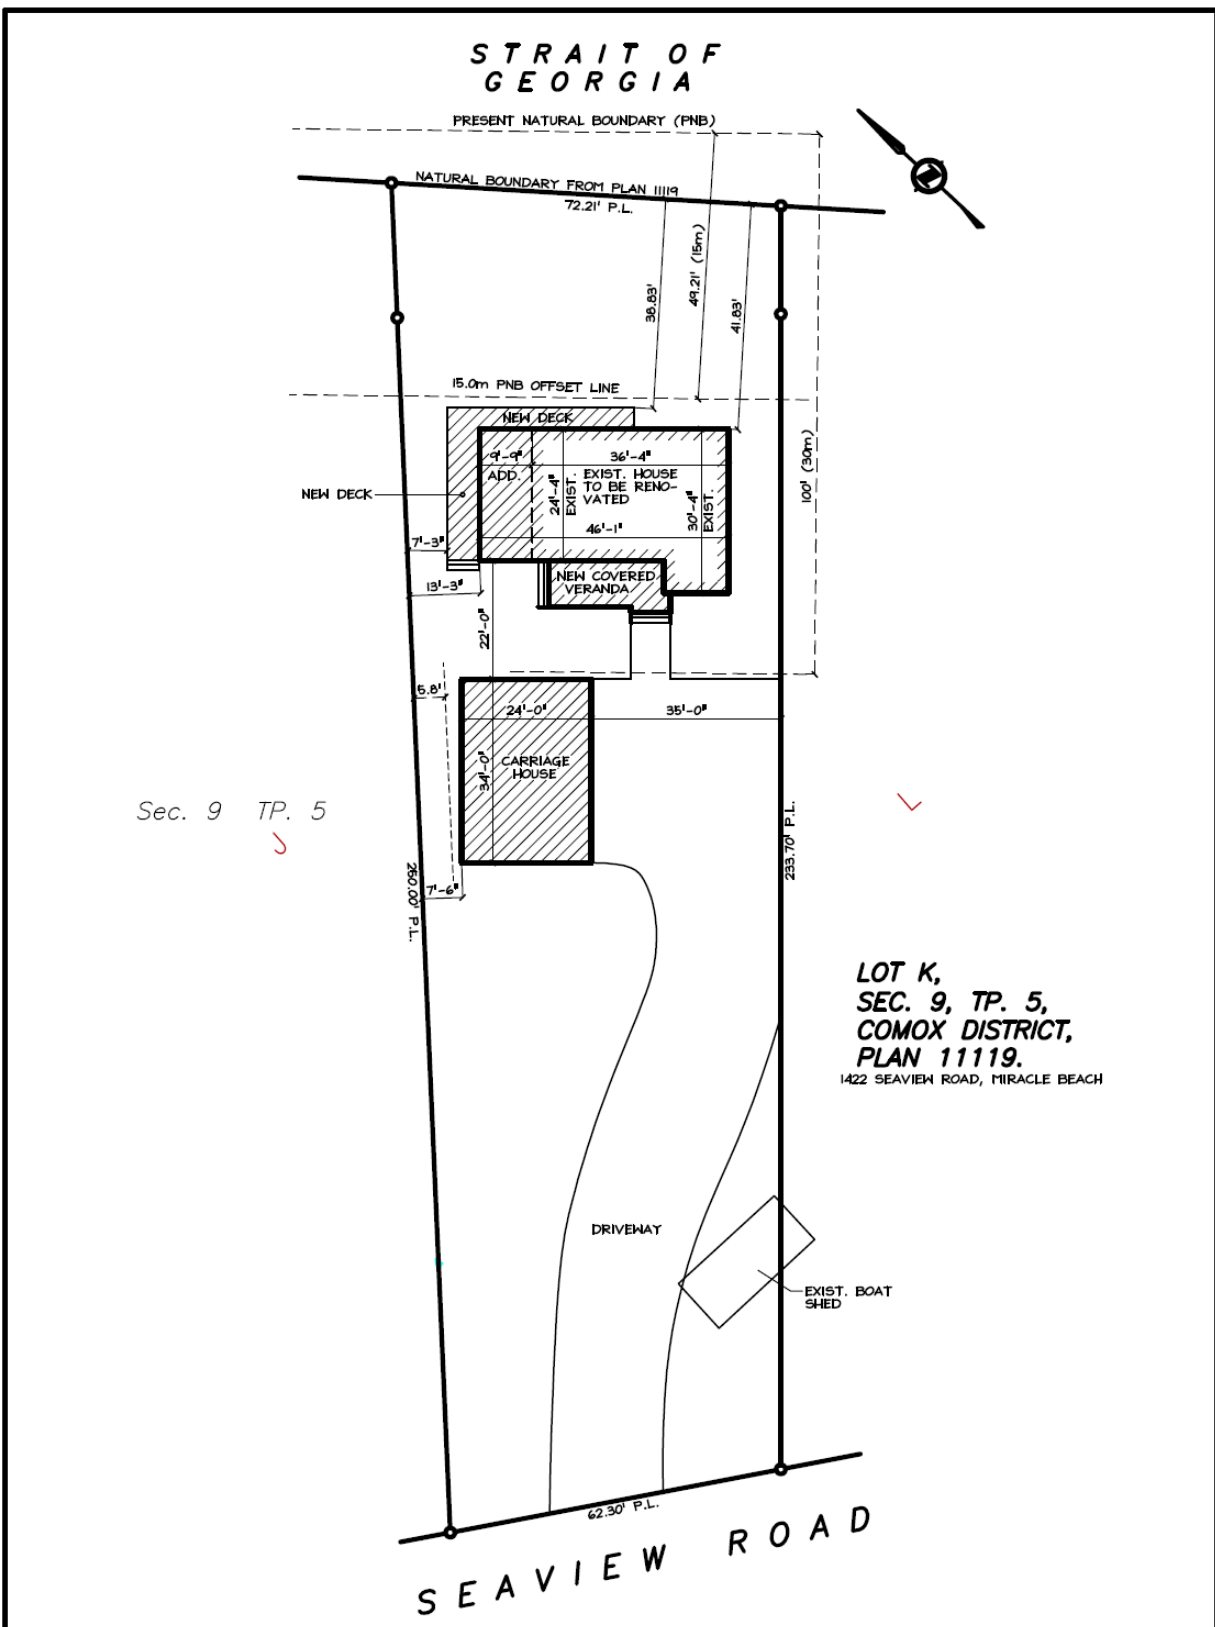 STRAIT OF
GEORGIA
PRESENT NATURAL BOUNDARY (PNB)
NATURAL BOUNDARY FROM PLAN 11119
72.21' P.L.
38.83'
49.21' (15m)
41.83'
15.0m PNB OFFSET LINE
NEW DECK
9'-9"
ADD.
24'-4"
EXIST.
36'-4"
EXIST. HOUSE
TO BE RENO-
VATED
30'-4"
EXIST.
100' (30m)
NEW DECK
46'-1"
7'-3"
13'-3"
NEW COVERED
VERANDA
22'-0"
5.8'
24'-0"
35'-0"
34'-0"
CARRIAGE
HOUSE
Sec. 9 TP. 5
J
L
233.70' P.L.
250.00' P.L.
7'-6"
LOT K,
SEC. 9, TP. 5,
COMOX DISTRICT,
PLAN 11119.
1422 SEAVIEW ROAD, MIRACLE BEACH
DRIVEWAY
EXIST. BOAT
SHED
62.30' P.L.
SEAVIEW ROAD